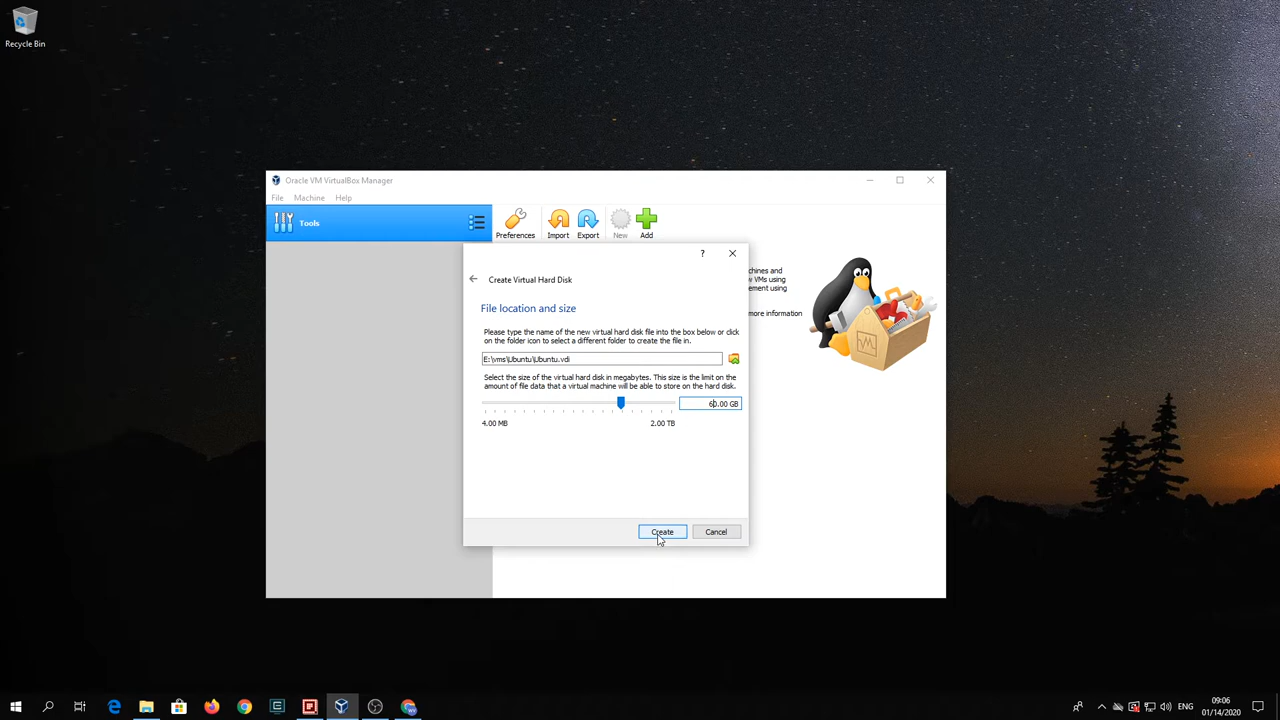 Recycle Bin
Oracle VM VirtualBox Manager
File Machine Help
Tools
Preferences Import Export New Add
Create Virtual Hard Disk
File location and size
Please type the name of the new virtual hard disk file into the box below or click
on the folder icon to select a different folder to create the file in.
E:\vms\Ubuntu\Ubuntu.vdi
Select the size of the virtual hard disk in megabytes. This size is the limit on the
amount of file data that a virtual machine will be able to store on the hard disk.
60.00 GB
4.00 MB 2.00 TB
Create Cancel
?
chines and
w VMs using
ement using
more information
VM
ENG
09:06
01/14/2020